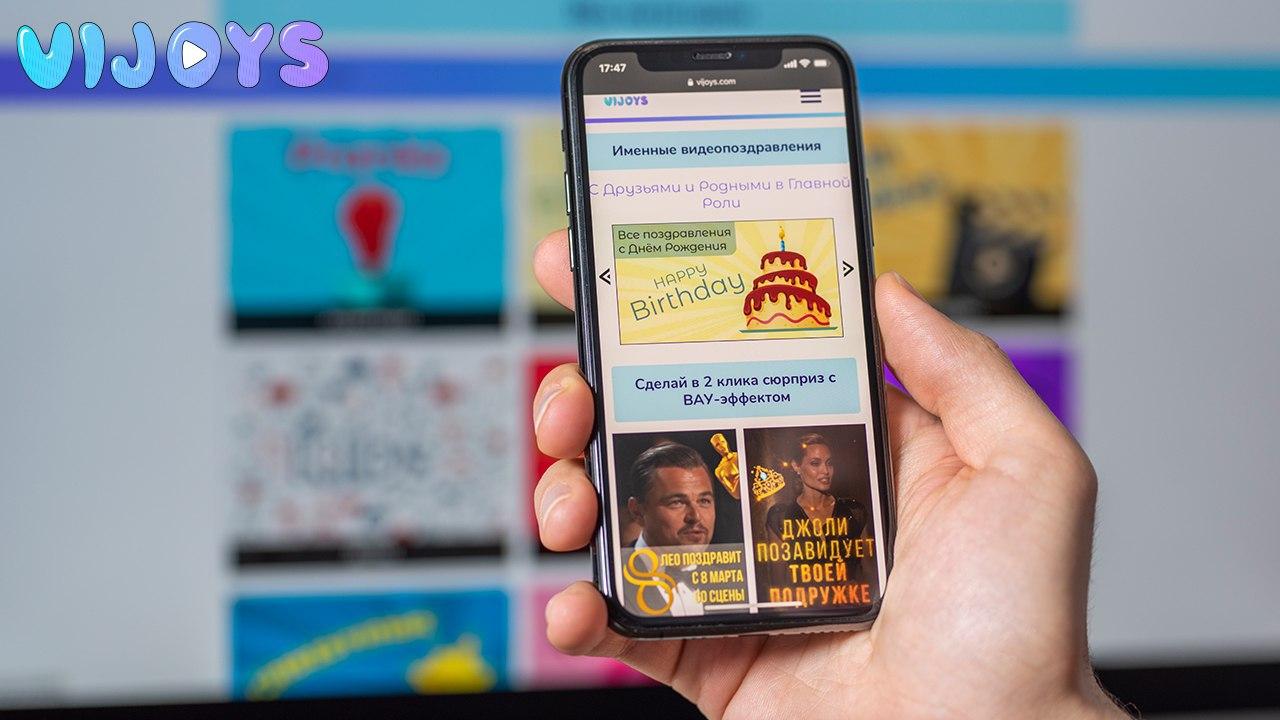 VIJOYS
17:47
vijoys.com
VIJOYS
Именные видеопоздравления
С Друзьями и Родными в Главной
Роли
Все поздравления
с Днём Рождения
HAPPY
Birthday
Сделай в 2 клика сюрприз с
ВАУ-эффектом
8
ЛЕО ПОЗДРАВИТ
С 8 МАРТА
СО СЦЕНЫ
ДЖОЛИ
ПОЗАВИДУЕТ
ТВОЕЙ
ПОДРУЖКЕ